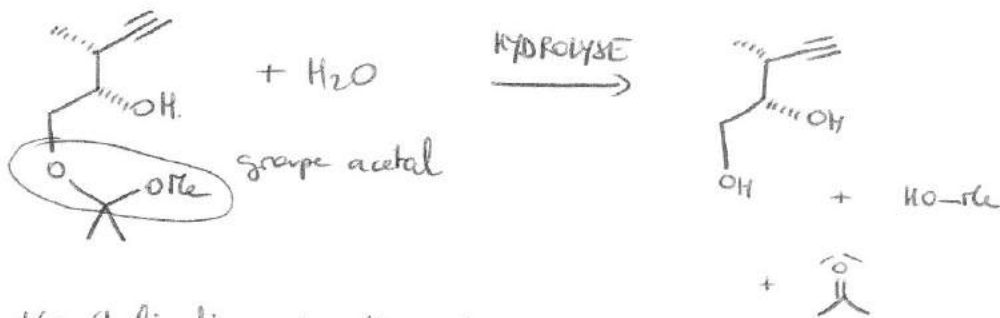 HYDROLYSE
+ H2O
OH.
OH
O
OMe
groupe acetal
OH
+ HO-Me
+
O